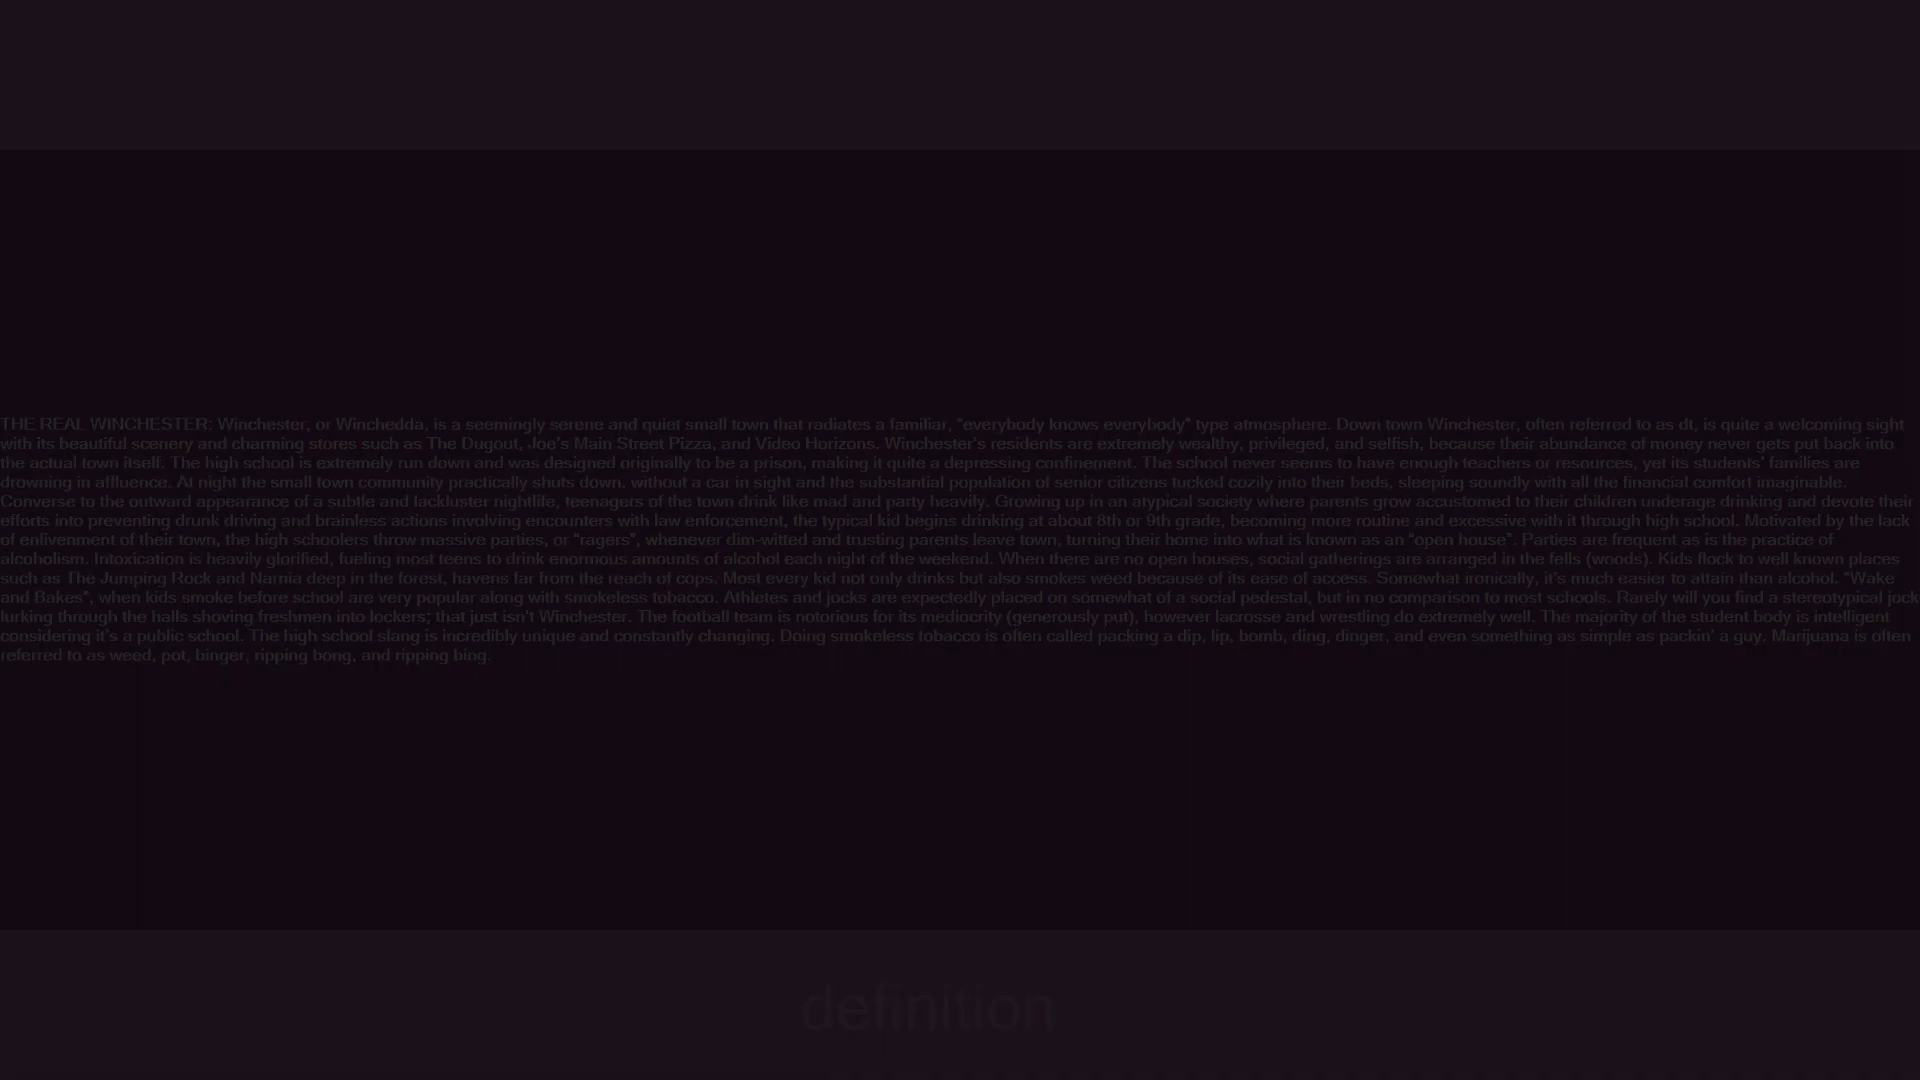 THE REAL WINCHESTER: Winchester, or Winchedda, is a seemingly serene and quiet small town that radiates a familiar, "everybody knows everybody" type atmosphere. Down town Winchester, often referred to as dt, is quite a welcoming sight
with its beautiful scenery and charming stores such as The Dugout, Joe's Main Street Pizza, and Video Horizons. Winchester's residents are extremely wealthy, privileged, and selfish, because their abundance of money never gets put back into
the actual town itself. The high school is extremely run down and was designed originally to be a prison, making it quite a depressing confinement. The school never seems to have enough teachers or resources, yet its students' families are
drowning in affluence. At night the small town community practically shuts down. without a car in sight and the substantial population of senior citizens tucked cozily into their beds, sleeping soundly with all the financial comfort imaginable.
Converse to the outward appearance of a subtle and lackluster nightlife, teenagers of the town drink like mad and party heavily. Growing up in an atypical society where parents grow accustomed to their children underage drinking and devote their
efforts into preventing drunk driving and brainless actions involving encounters with law enforcement, the typical kid begins drinking at about 8th or 9th grade, becoming more routine and excessive with it through high school. Motivated by the lack
of enlivenment of their town, the high schoolers throw massive parties, or "ragers", whenever dim-witted and trusting parents leave town, turning their home into what is known as an "open house". Parties are frequent as is the practice of
alcoholism. Intoxication is heavily glorified, fueling most teens to drink enormous amounts of alcohol each night of the weekend. When there are no open houses, social gatherings are arranged in the fells (woods). Kids flock to well known places
such as The Jumping Rock and Narnia deep in the forest, havens far from the reach of cops. Most every kid not only drinks but also smokes weed because of its ease of access. Somewhat ironically, it's much easier to attain than alcohol. "Wake
and Bakes", when kids smoke before school are very popular along with smokeless tobacco. Athletes and jocks are expectedly placed on somewhat of a social pedestal, but in no comparison to most schools. Rarely will you find a stereotypical jock
lurking through the halls shoving freshmen into lockers; that just isn't Winchester. The football team is notorious for its mediocrity (generously put), however lacrosse and wrestling do extremely well. The majority of the student body is intelligent
considering it's a public school. The high school slang is incredibly unique and constantly changing. Doing smokeless tobacco is often called packing a dip, lip, bomb, ding, dinger, and even something as simple as packin' a guy. Marijuana is often
referred to as weed, pot, binger, ripping bong, and ripping bing.
definition